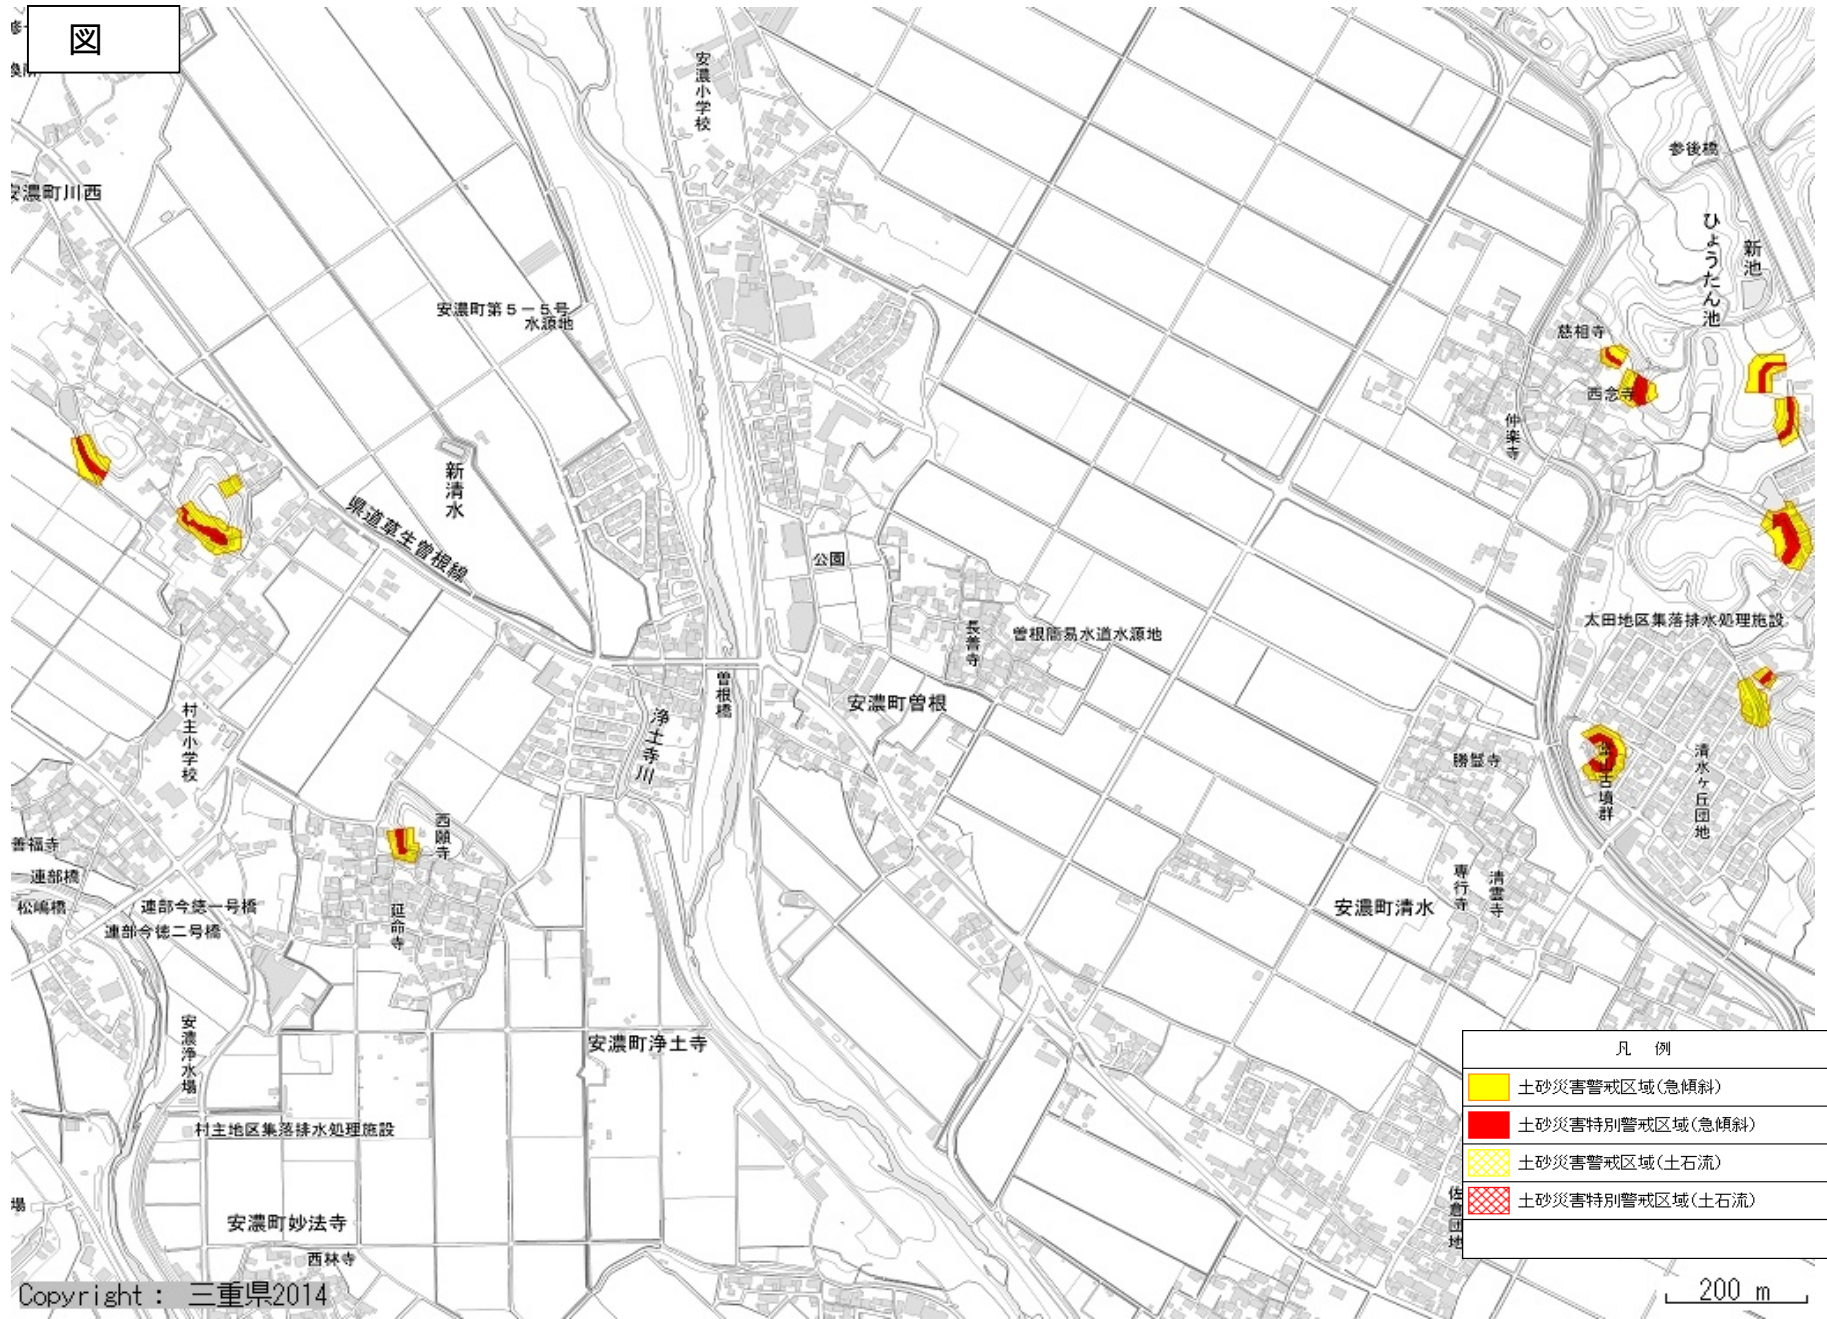 図
安濃小学校
参後橋
安濃町川西
ひょうたん池
新池
安濃町第５－５号
水源地
慈相寺
西念寺
仲楽寺
新清水
県道草生曽根線
公園
長善寺
曽根簡易水道水源地
太田地区集落排水処理施設
曽根橋
安濃町曽根
浄土寺川
村主小学校
勝誓寺
山古墳群
清水ヶ丘団地
西願寺
善福寺
連部橋
松嶋橋
連部今徳一号橋
連部今徳二号橋
延命寺
専行寺
清雲寺
安濃町清水
安濃浄水場
安濃町浄土寺
村主地区集落排水処理施設
場
安濃町妙法寺
西林寺
佐倉団地
凡 例
土砂災害警戒区域(急傾斜)
土砂災害特別警戒区域(急傾斜)
土砂災害警戒区域(土石流)
土砂災害特別警戒区域(土石流)
200 m
Copyright： 三重県2014